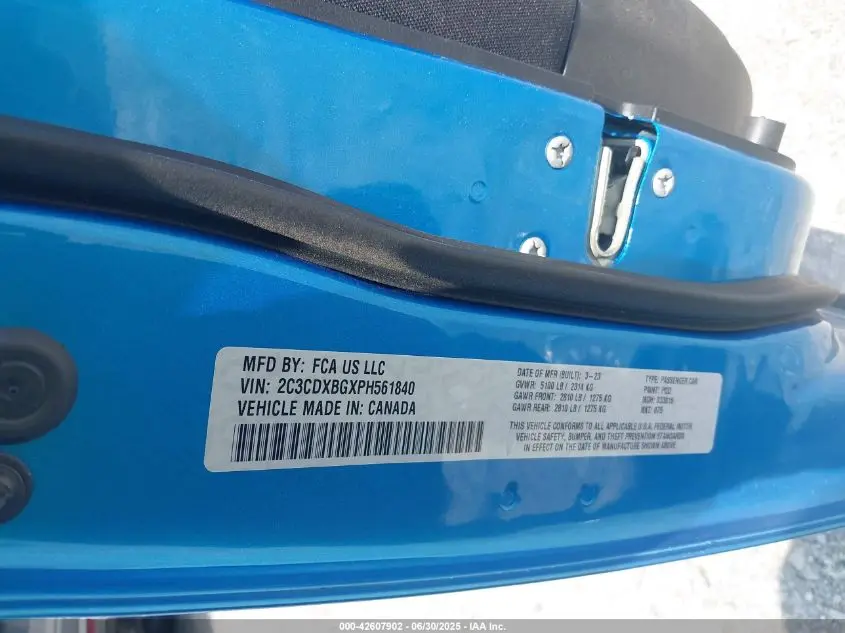 MFD BY: FCA US LLC
VIN: 2C3CDXBGXPH561840
VEHICLE MADE IN: CANADA
DATE OF MFR (BUILT): 3-23
GVWR: 5100 LB / 2314 KG
GAWR FRONT: 2810 LB / 1275 KG
GAWR REAR: 2810 LB / 1275 KG
TYPE: PASSENGER CAR
PAINT: PQD
MDH:
THIS VEHICLE CONFORMS TO ALL APPLICABLE U.S.A. FEDERAL MOTOR
VEHICLE SAFETY, BUMPER, AND THEFT PREVENTION STANDARDS
IN EFFECT ON THE DATE OF MANUFACTURE SHOWN ABOVE.
000-42607902 - 06/30/2025 - IAA Inc.